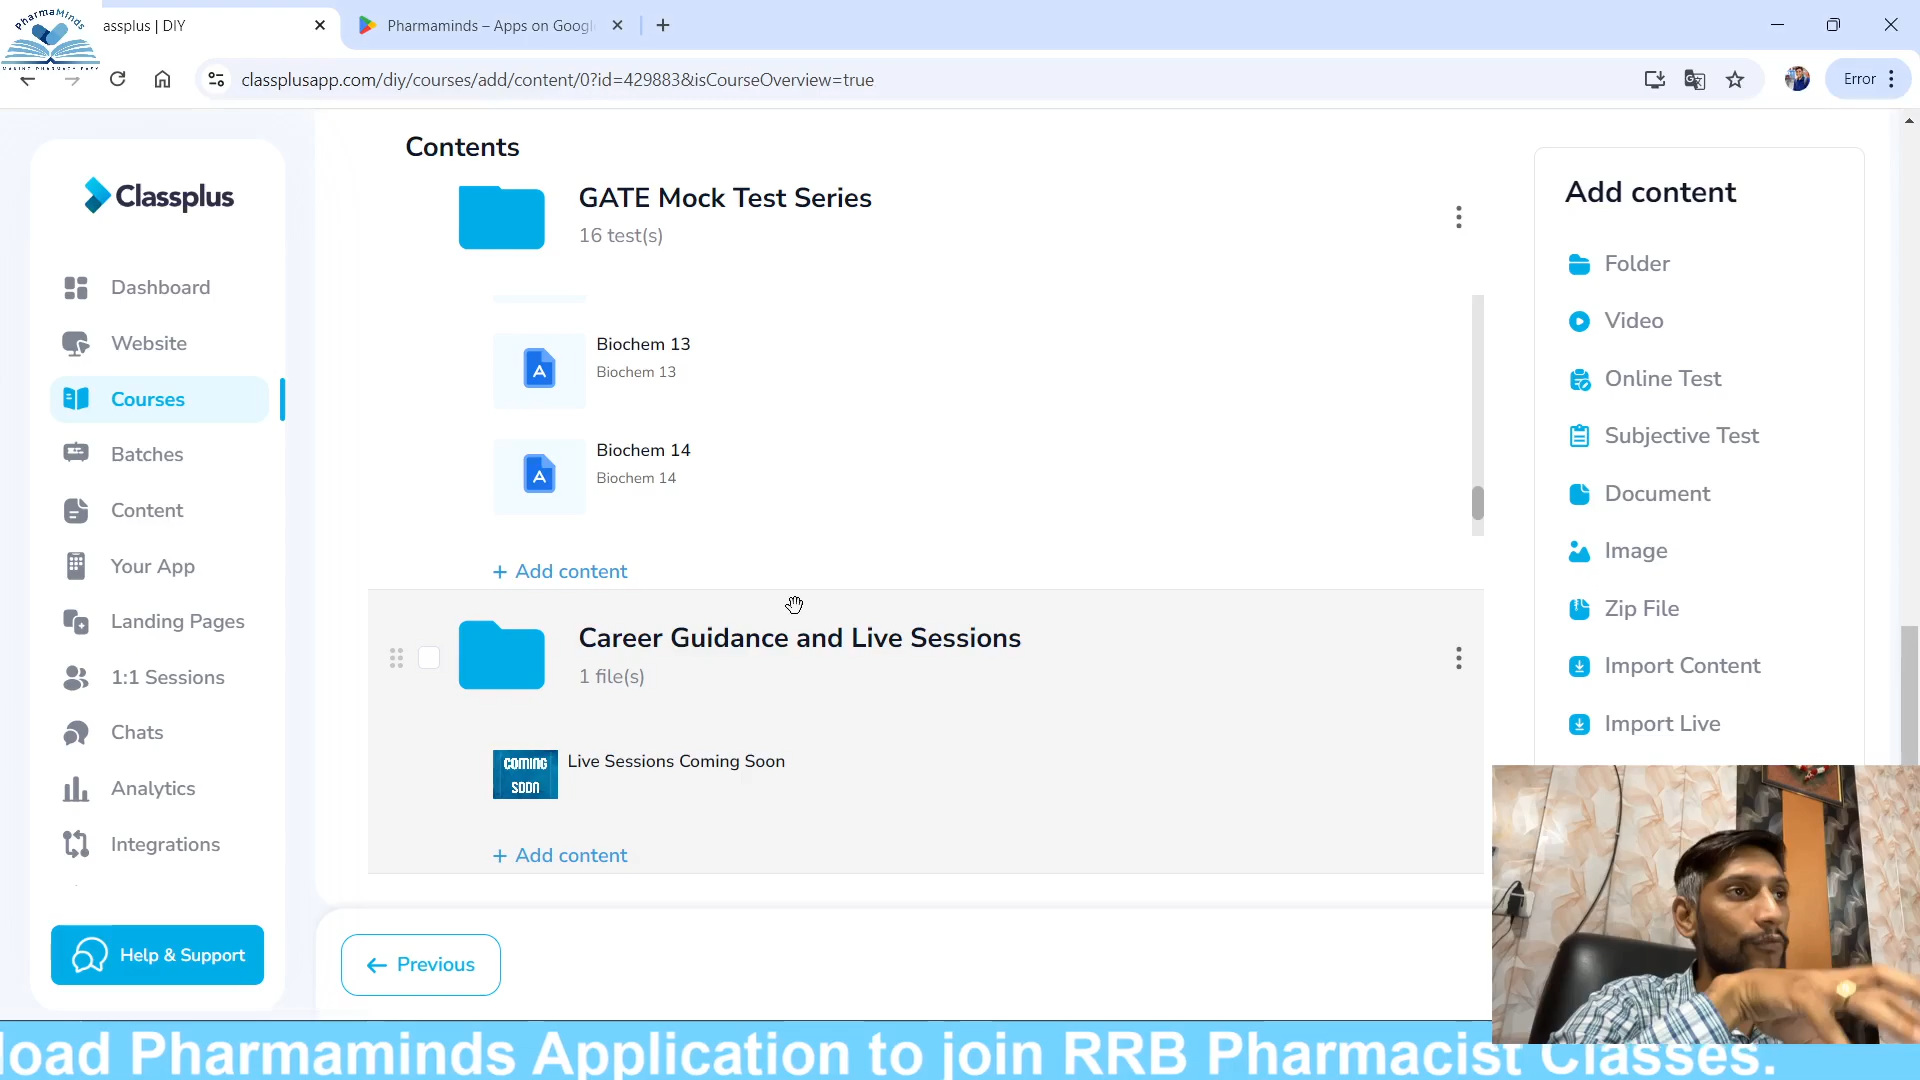 PharmaMinds
MAKING PHARMACY EASY
assplus | DIY
Pharmaminds – Apps on Googl
classplusapp.com/diy/courses/add/content/0?id=429883&isCourseOverview=true
Error
Classplus
Dashboard
Website
Courses
Batches
Content
Your App
Landing Pages
1:1 Sessions
Chats
Analytics
Integrations
Help & Support
Contents
GATE Mock Test Series
16 test(s)
Biochem 13
Biochem 13
Biochem 14
Biochem 14
+ Add content
Career Guidance and Live Sessions
1 file(s)
COMING
SOON
Live Sessions Coming Soon
+ Add content
Previous
Add content
Folder
Video
Online Test
Subjective Test
Document
Image
Zip File
Import Content
Import Live
load Pharmaminds Application to join RRB Pharmacist Classes.